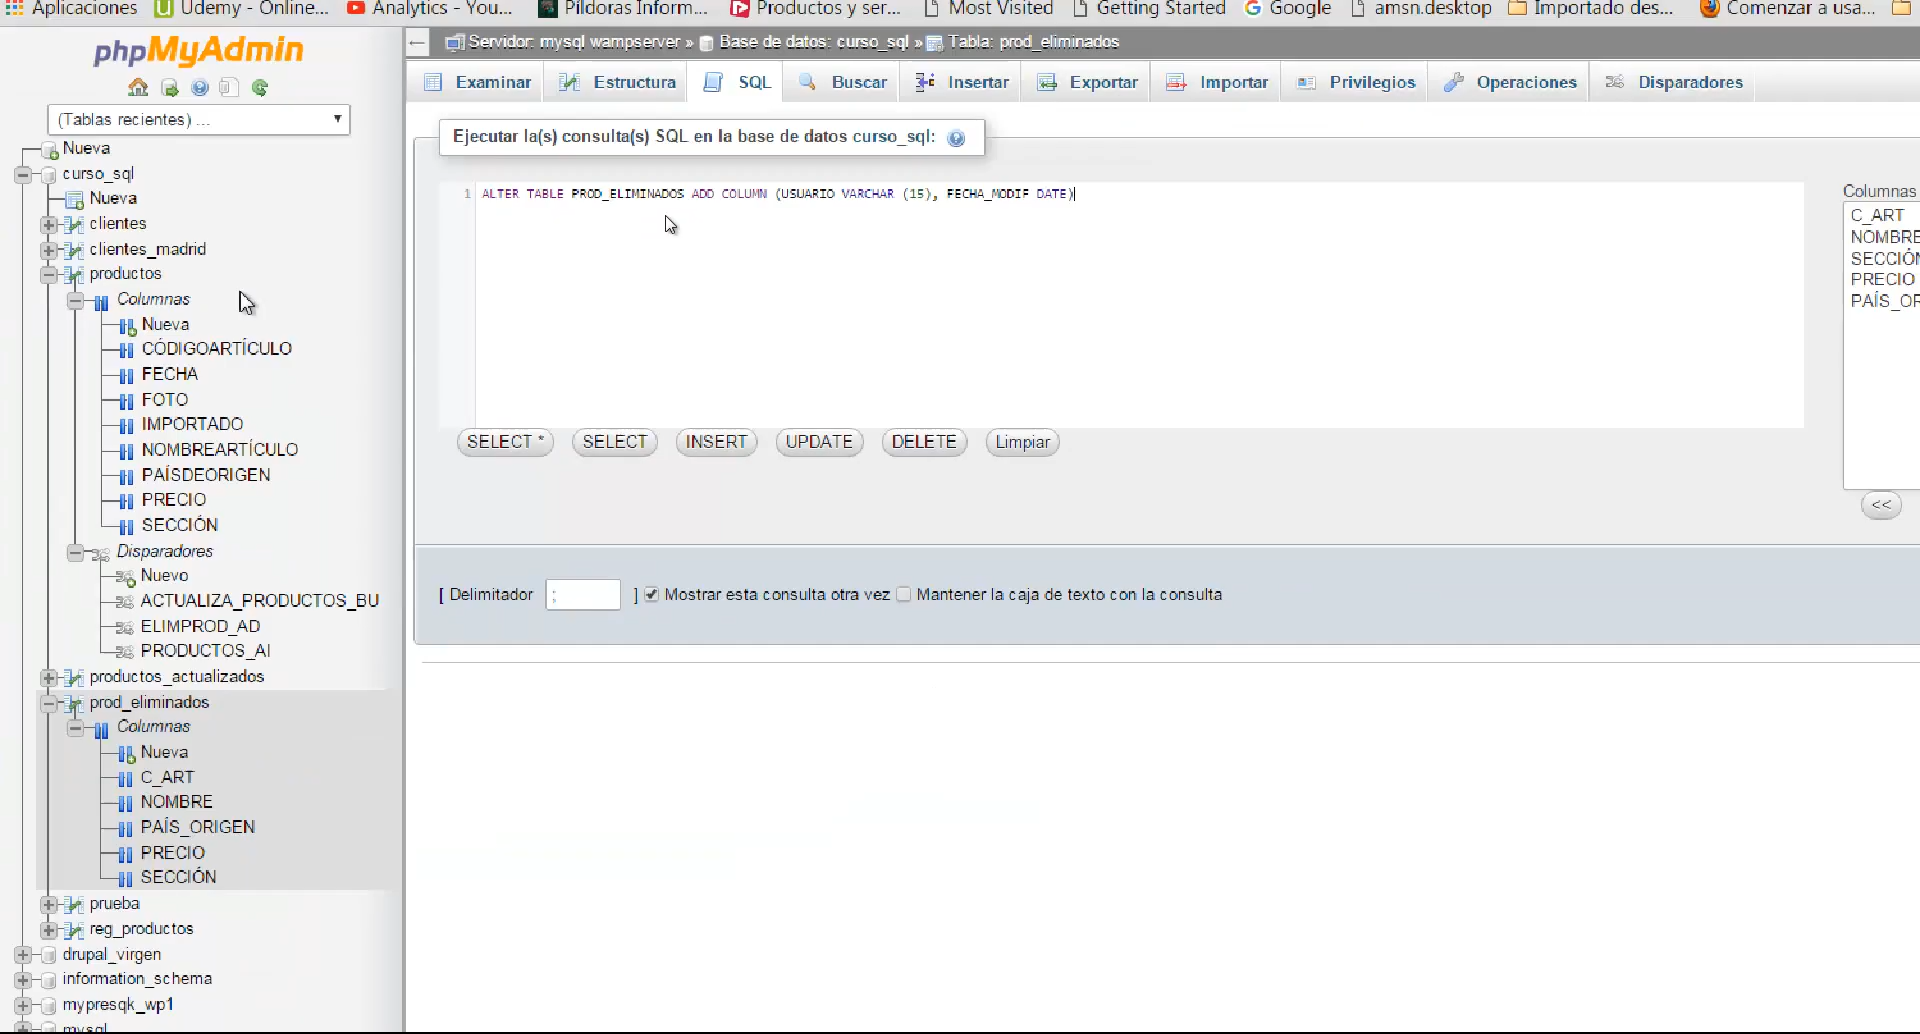 Aplicaciones Udemy - Online... Analytics - You... Píldoras Inform... Productos y ser... Most Visited Getting Started Google amsn.desktop Importado des... Comenzar a usa...
phpMyAdmin
(Tablas recientes) ...
Nueva
curso_sql
Nueva
clientes
clientes_madrid
productos
Columnas
Nueva
CÓDIGOARTÍCULO
FECHA
FOTO
IMPORTADO
NOMBREARTÍCULO
PAÍSDEORIGEN
PRECIO
SECCIÓN
Disparadores
Nuevo
ACTUALIZA_PRODUCTOS_BU
ELIMPROD_AD
PRODUCTOS_AI
productos_actualizados
prod_eliminados
Columnas
Nueva
C_ART
NOMBRE
PAÍS_ORIGEN
PRECIO
SECCIÓN
prueba
reg_productos
drupal_virgen
information_schema
mypresqk_wp1
mysql
Servidor: mysql wampserver » Base de datos: curso_sql » Tabla: prod_eliminados
Examinar Estructura SQL Buscar Insertar Exportar Importar Privilegios Operaciones Disparadores
Ejecutar la(s) consulta(s) SQL en la base de datos curso_sql:
1 ALTER TABLE PROD_ELIMINADOS ADD COLUMN (USUARIO VARCHAR (15), FECHA_MODIF DATE)
SELECT * SELECT INSERT UPDATE DELETE Limpiar
Columnas
C_ART
NOMBRE
SECCIÓN
PRECIO
PAÍS_OR
<<
[ Delimitador ; ] Mostrar esta consulta otra vez Mantener la caja de texto con la consulta